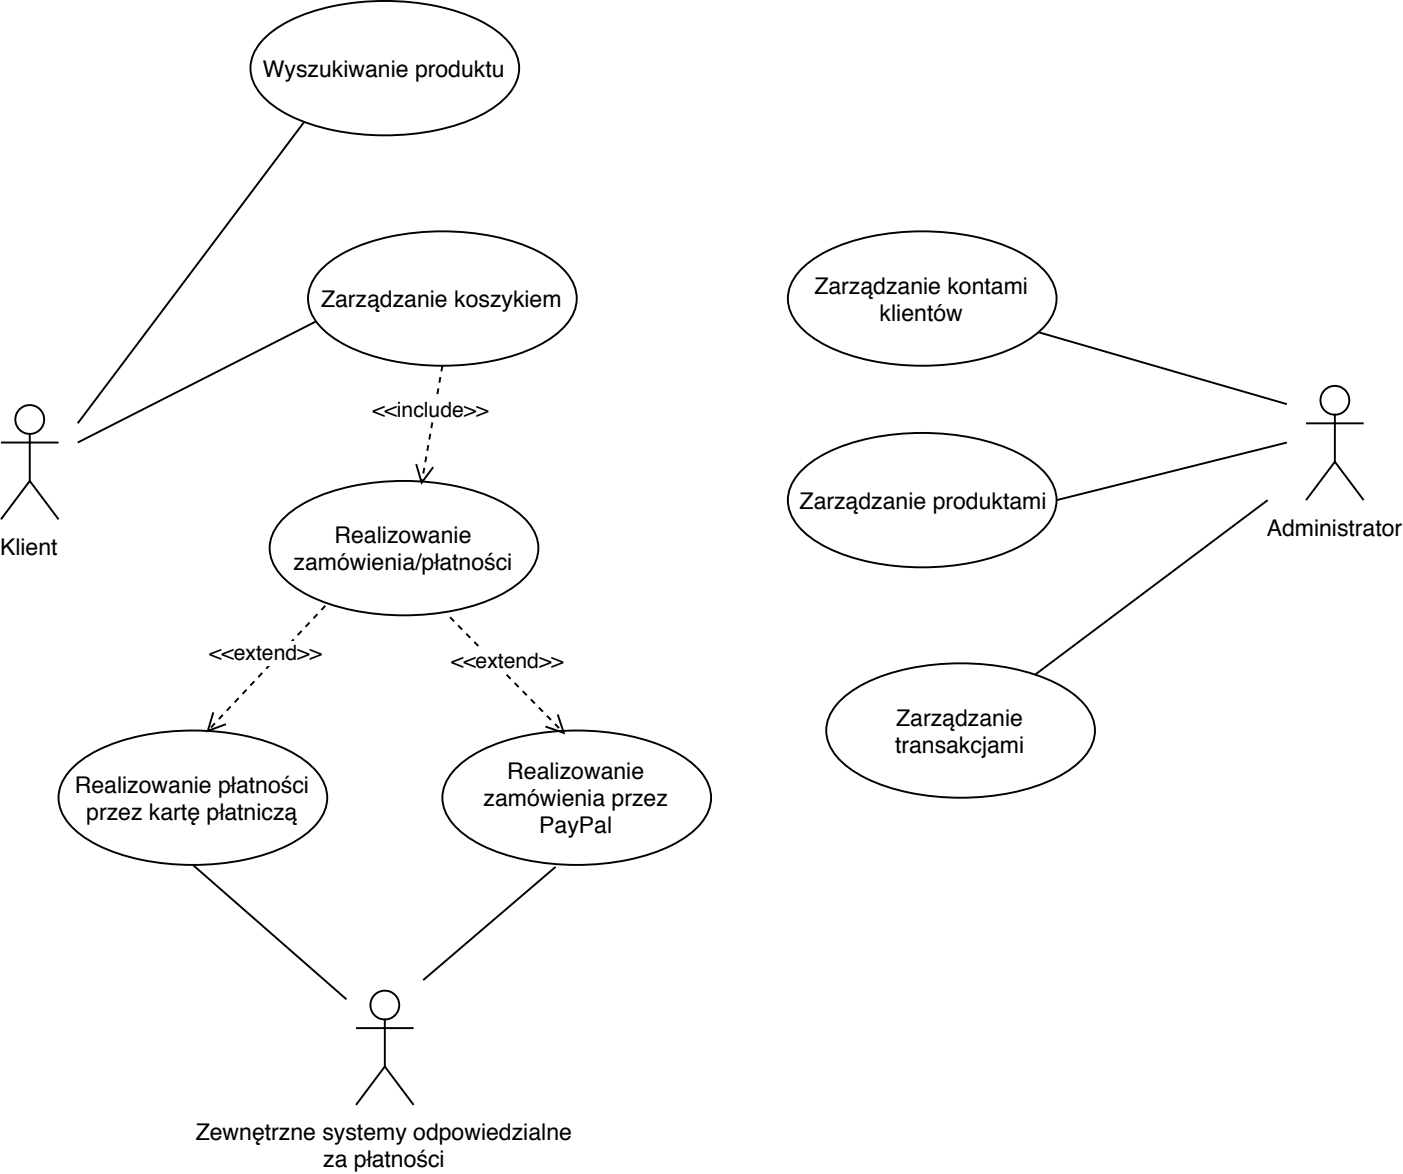 Wyszukiwanie produktu
Zarządzanie koszykiem
Zarządzanie kontami
klientów
<<include>>
Zarządzanie produktami
Administrator
Klient
Realizowanie
zamówienia/płatności
<<extend>>
<<extend>>
Zarządzanie
transakcjami
Realizowanie płatności
przez kartę płatniczą
Realizowanie
zamówienia przez
PayPal
Zewnętrzne systemy odpowiedzialne
za płatności